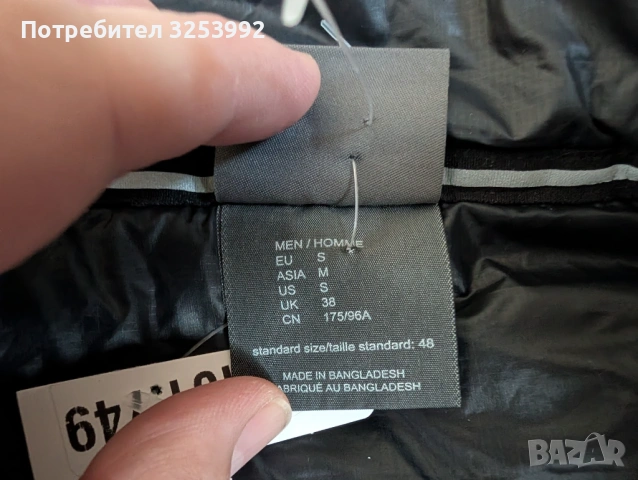 Потребител 3253992
MEN / HOMME
EU S
ASIA M
US S
UK 38
CN 175/96A
standard size/taille standard: 48
MADE IN BANGLADESH
FABRIQUÉ AU BANGLADESH
BAZAR